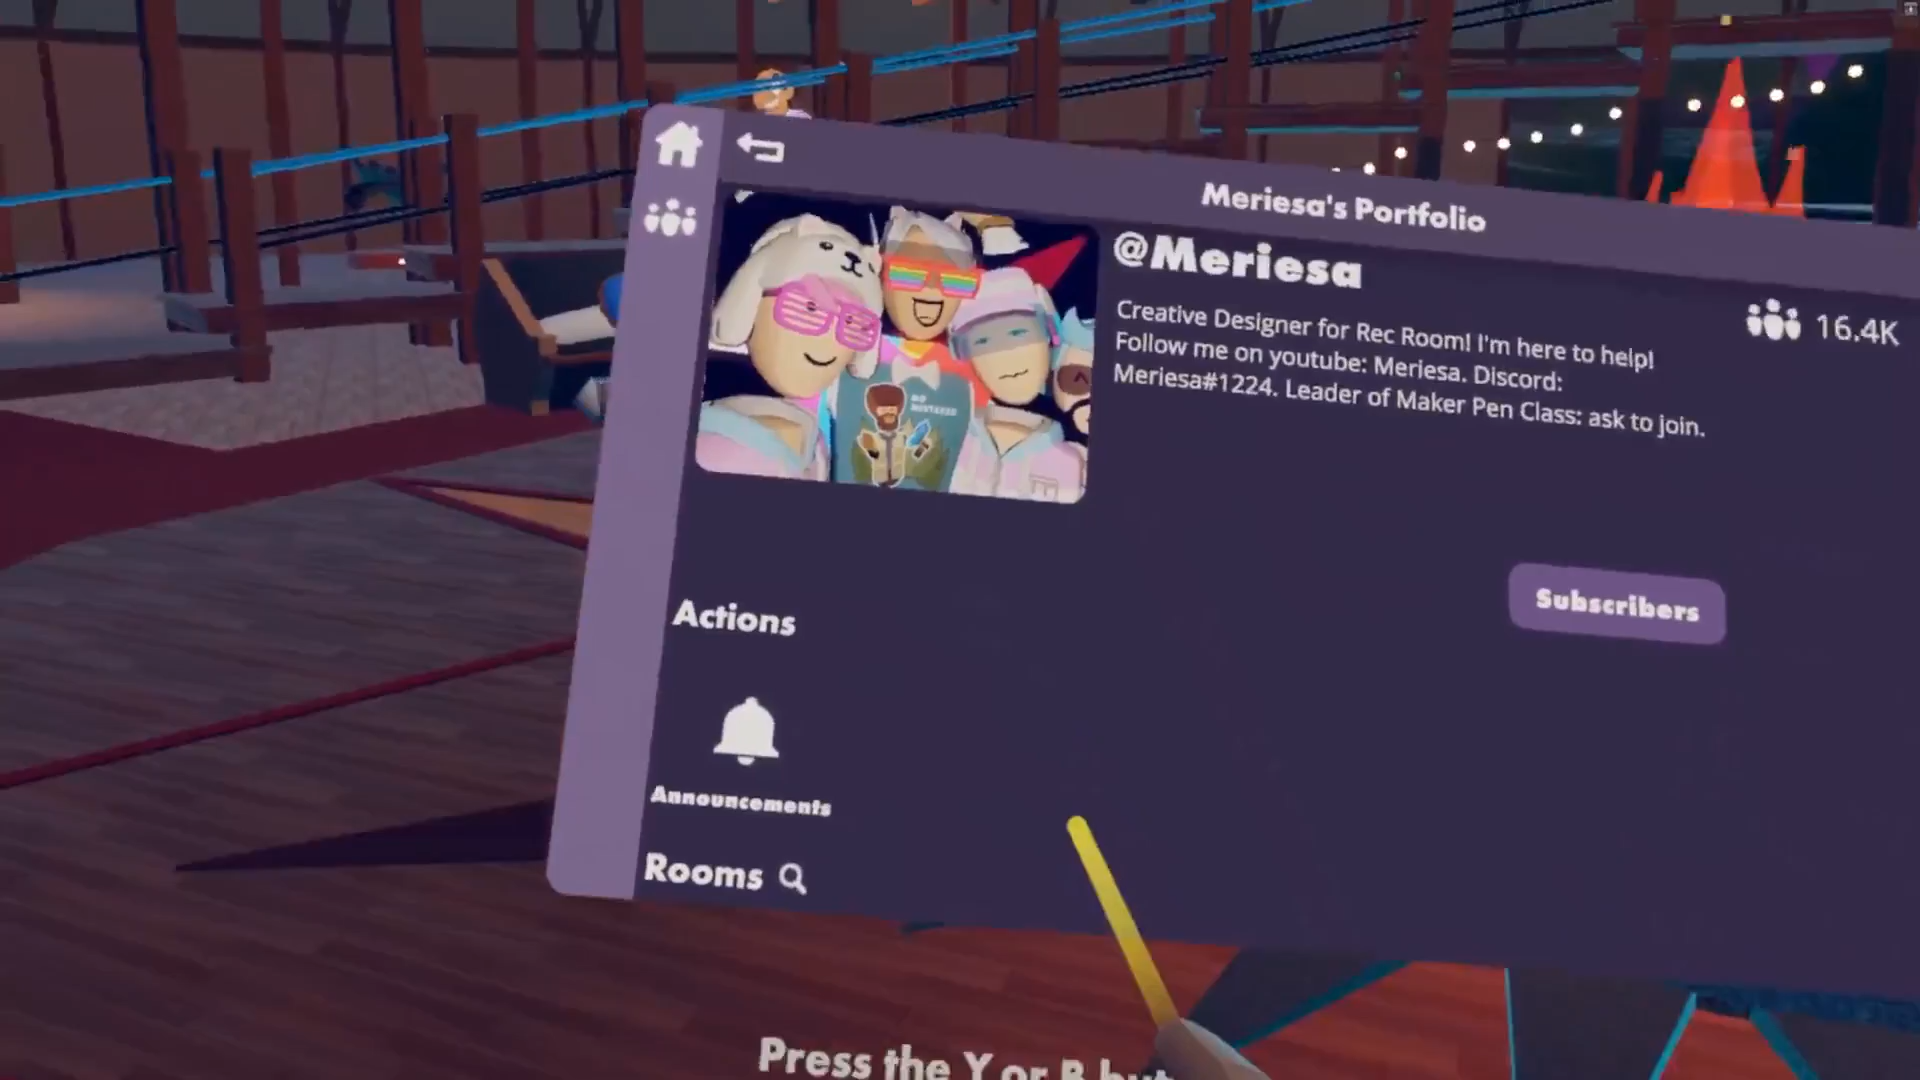 Meriesa's Portfolio
@Meriesa
16.4K
Creative Designer for Rec Room! I'm here to help!
Follow me on youtube: Meriesa. Discord:
Meriesa#1224. Leader of Maker Pen Class: ask to join.
Subscribers
Actions
Announcements
Rooms
Press the Y or B